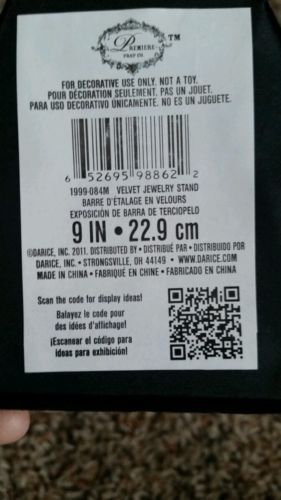 PREMIERE
PROP CO.
TM
FOR DECORATIVE USE ONLY. NOT A TOY.
POUR DÉCORATION SEULEMENT. PAS UN JOUET.
PARA USO DECORATIVO ÚNICAMENTE. NO ES UN JUGUETE.
6 52695 98862 2
1999-084M VELVET JEWELRY STAND
BARRE D'ÉTALAGE EN VELOURS
EXPOSICIÓN DE BARRA DE TERCIOPELO
9 IN • 22.9 cm
©DARICE, INC. 2011. DISTRIBUTED BY • DISTRIBUÉ PAR • DISTRIBUIDO POR
DARICE, INC. • STRONGSVILLE, OH 44149 • WWW.DARICE.COM
MADE IN CHINA • FABRIQUÉ EN CHINE • FABRICADO EN CHINA
Scan the code for display ideas!
Balayez le code pour
des idées d'affichage!
¡Escanear el código para
ideas para exhibición!